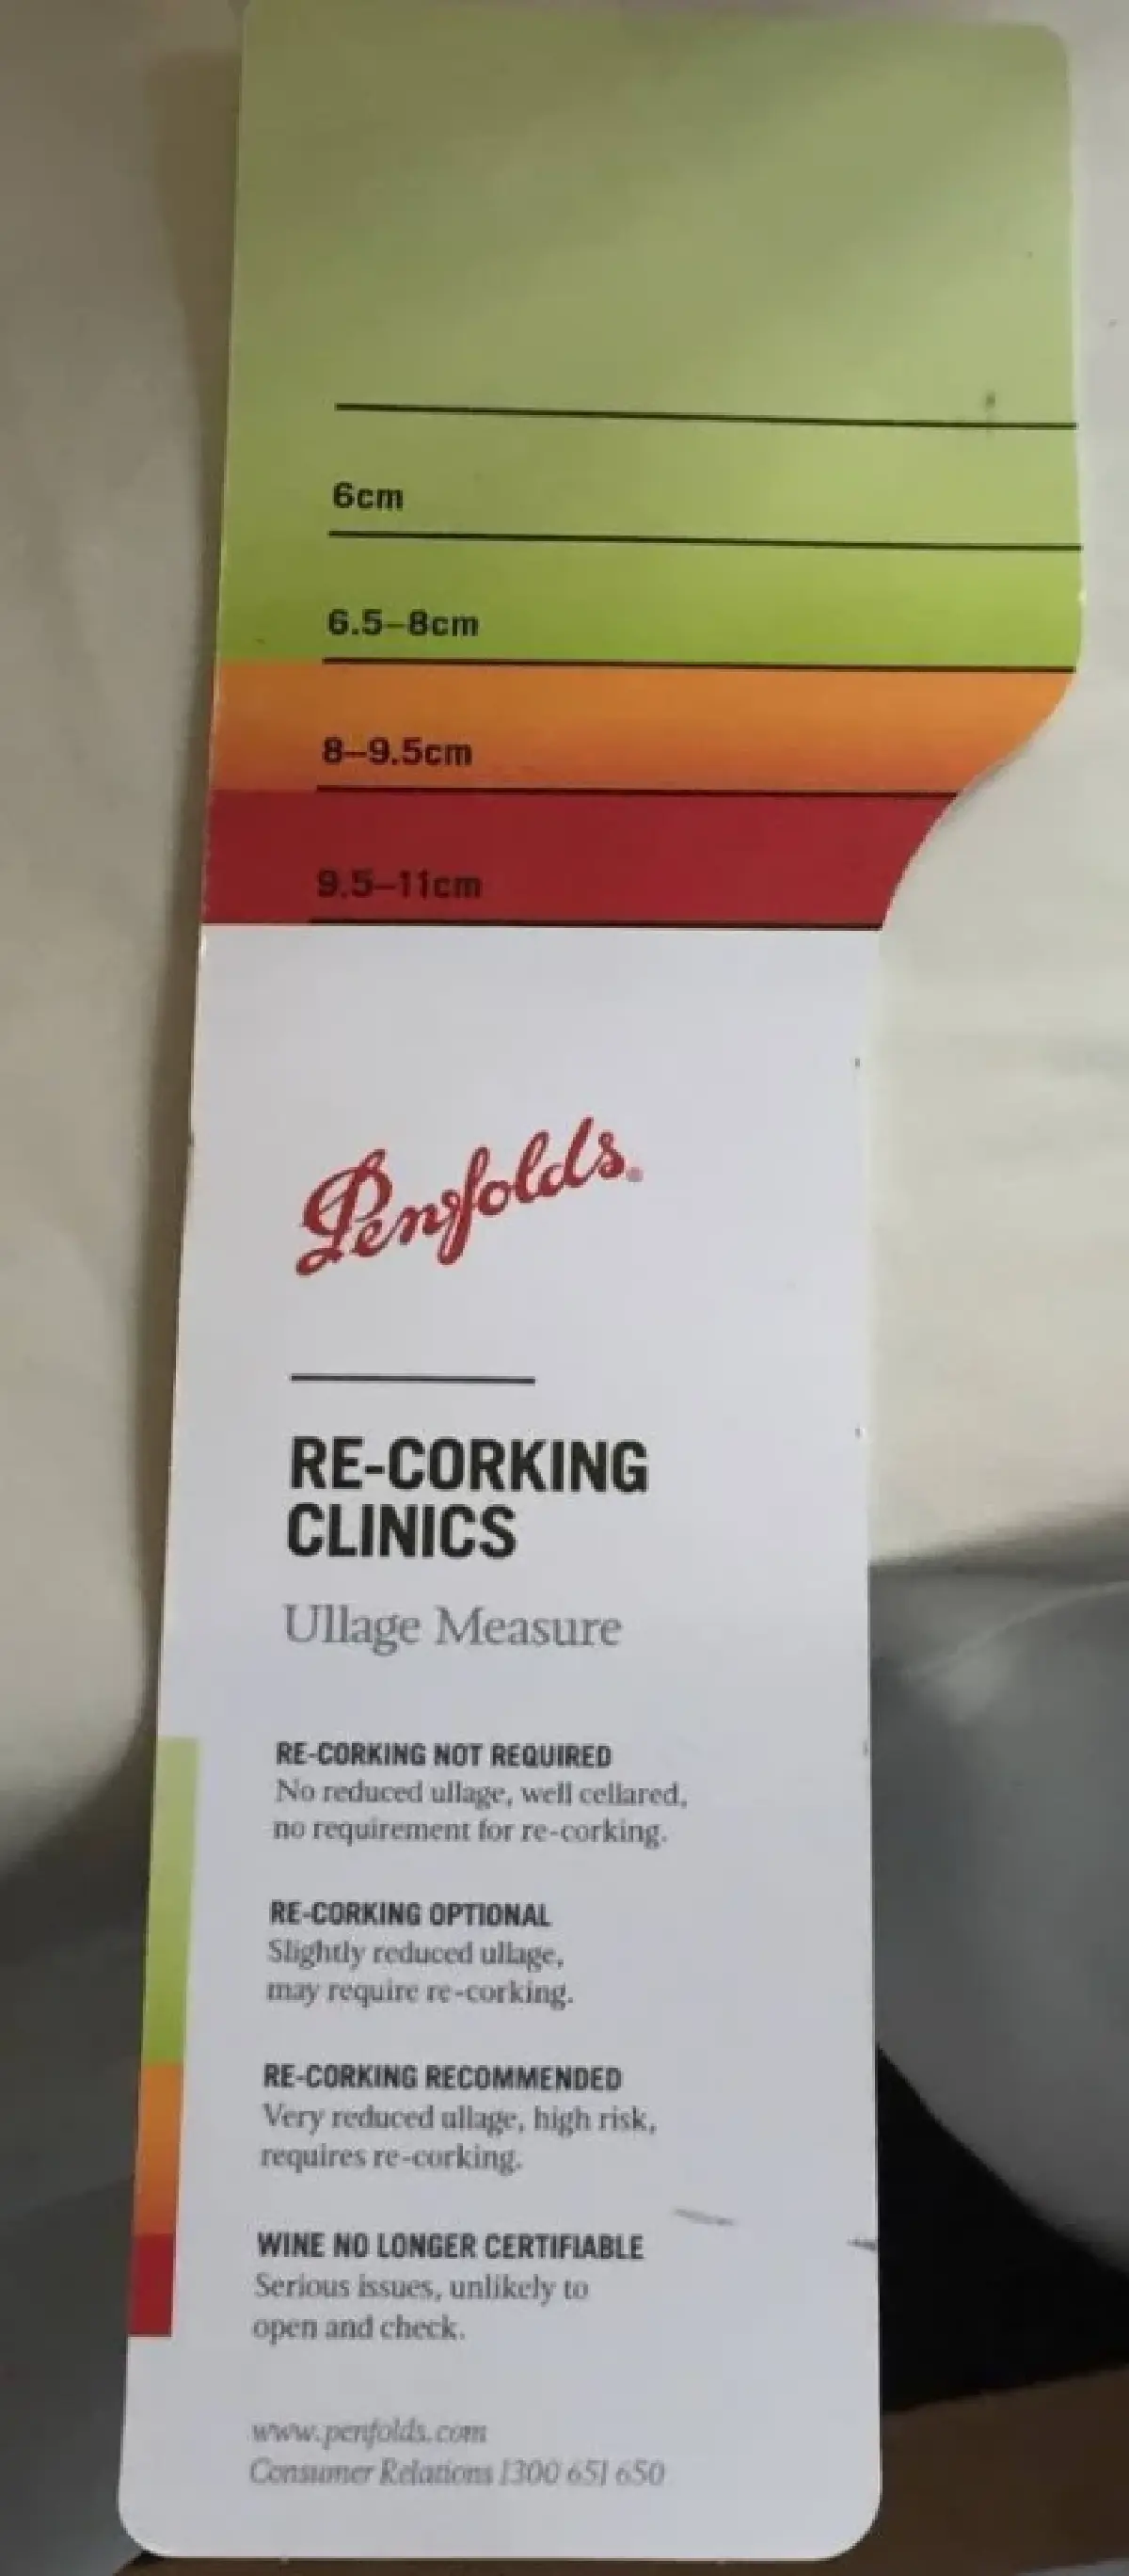 6cm
6.5–8cm
8–9.5cm
9.5–11cm
Penfolds®
RE-CORKING
CLINICS
Ullage Measure
RE-CORKING NOT REQUIRED
No reduced ullage, well cellared,
no requirement for re-corking.
RE-CORKING OPTIONAL
Slightly reduced ullage,
may require re-corking.
RE-CORKING RECOMMENDED
Very reduced ullage, high risk,
requires re-corking.
WINE NO LONGER CERTIFIABLE
Serious issues, unlikely to
open and check.
www.penfolds.com
Consumer Relations 1300 651 650